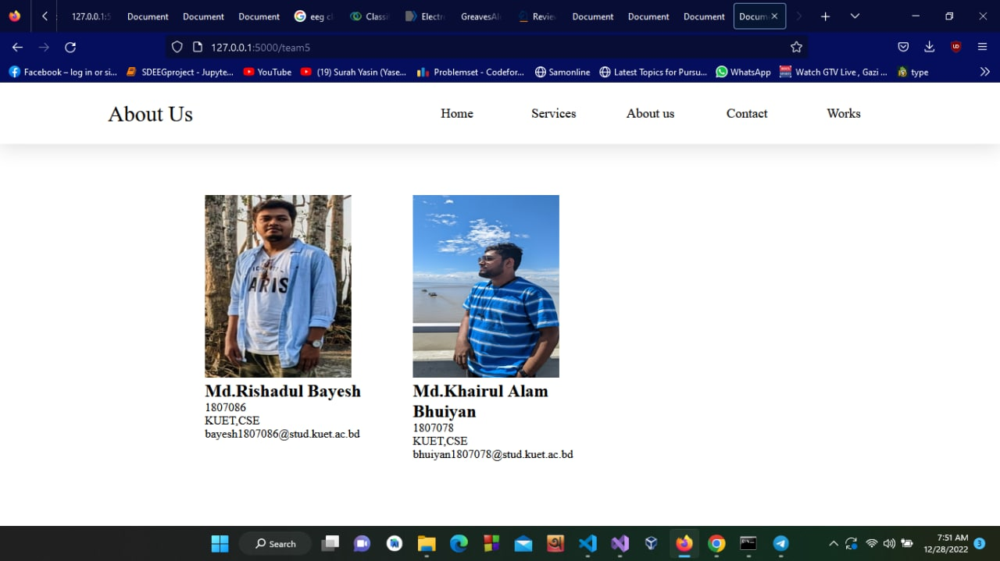 127.0.0.1:5 Document Document Document eeg cl Classi Electr GreavesAl Review Document Document Document Docum
127.0.0.1:5000/team5
Facebook – log in or si... SDEEGproject - Jupyte... YouTube (19) Surah Yasin (Yase... Problemset - Codefor... Samonline Latest Topics for Pursu... WhatsApp Watch GTV Live , Gazi ... type
About Us Home Services About us Contact Works
ARIS
Md.Rishadul Bayesh
1807086
KUET,CSE
bayesh1807086@stud.kuet.ac.bd
Md.Khairul Alam
Bhuiyan
1807078
KUET,CSE
bhuiyan1807078@stud.kuet.ac.bd
Search
7:51 AM
12/28/2022
3